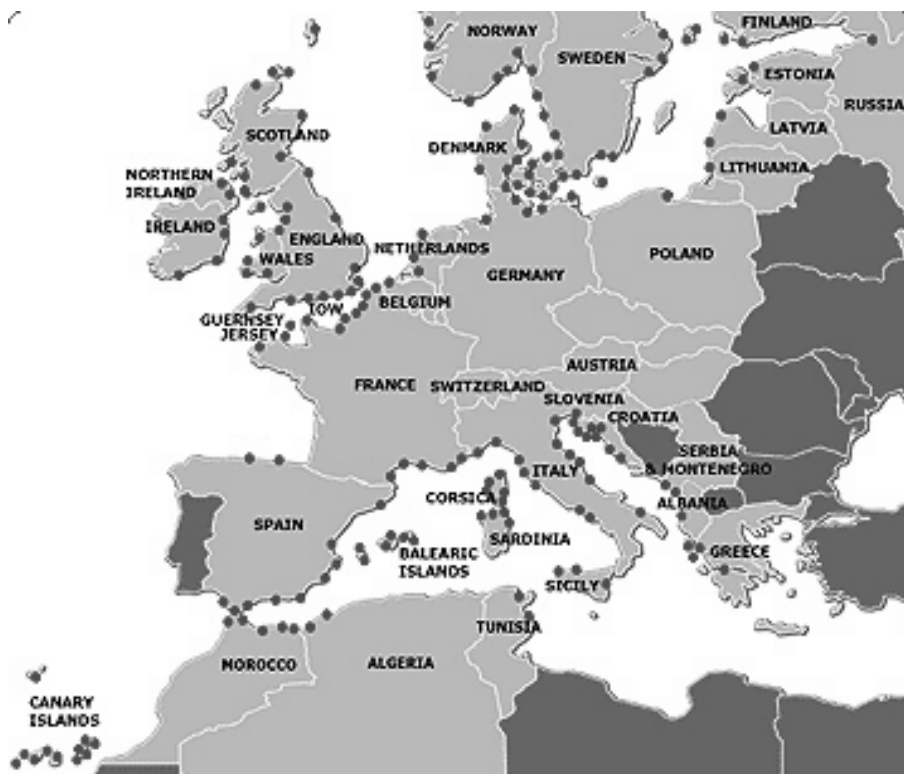 NORWAY
FINLAND
SWEDEN
ESTONIA
RUSSIA
SCOTLAND
LATVIA
DENMARK
LITHUANIA
NORTHERN
IRELAND
IRELAND
ENGLAND
NETHERLANDS
WALES
POLAND
GERMANY
IOW
BELGIUM
GUERNSEY
JERSEY
AUSTRIA
FRANCE
SWITZERLAND
SLOVENIA
CROATIA
SERBIA
& MONTENEGRO
ITALY
CORSICA
ALBANIA
SPAIN
SARDINIA
BALEARIC
ISLANDS
GREECE
SICILY
TUNISIA
MOROCCO
ALGERIA
CANARY
ISLANDS